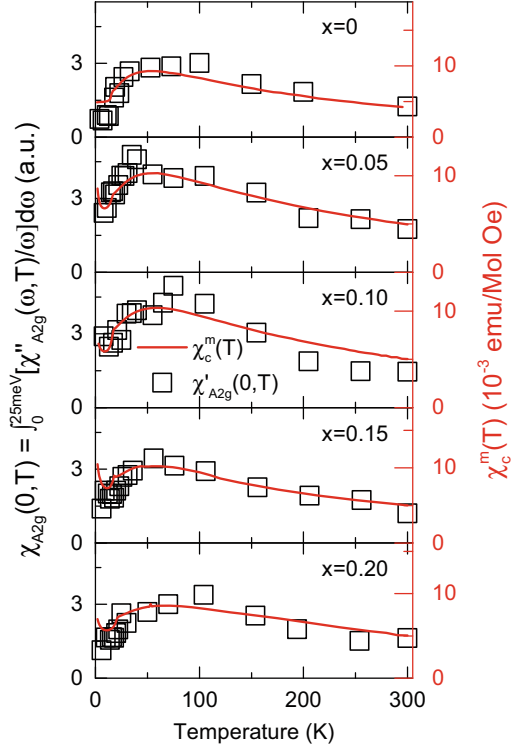 x=0
3
0
10
0
x=0.05
3
0
10
0
x=0.10
3
0
10
0
χ_c^m(T)
χ'_A2g(0,T)
x=0.15
3
0
10
0
x=0.20
3
0
10
0
0 100 200 300
Temperature (K)
χ_A2g(0,T) = ∫_0^25meV[χ''_A2g(ω,T)/ω]dω (a.u.)
χ_c^m(T) (10^-3 emu/Mol Oe)